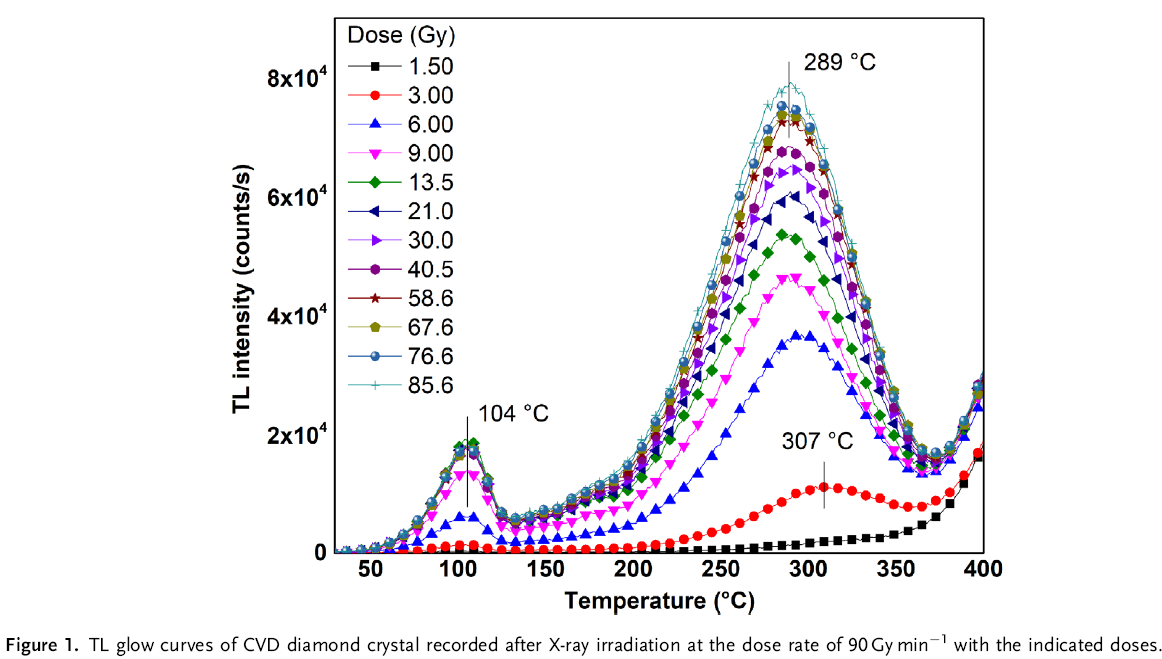 Dose (Gy)
1.50
3.00
6.00
9.00
13.5
21.0
30.0
40.5
58.6
67.6
76.6
85.6
289 °C
104 °C
307 °C
TL intensity (counts/s)
8x10⁴
6x10⁴
4x10⁴
2x10⁴
0
50 100 150 200 250 300 350 400
Temperature (°C)
Figure 1. TL glow curves of CVD diamond crystal recorded after X-ray irradiation at the dose rate of 90 Gy min⁻¹ with the indicated doses.